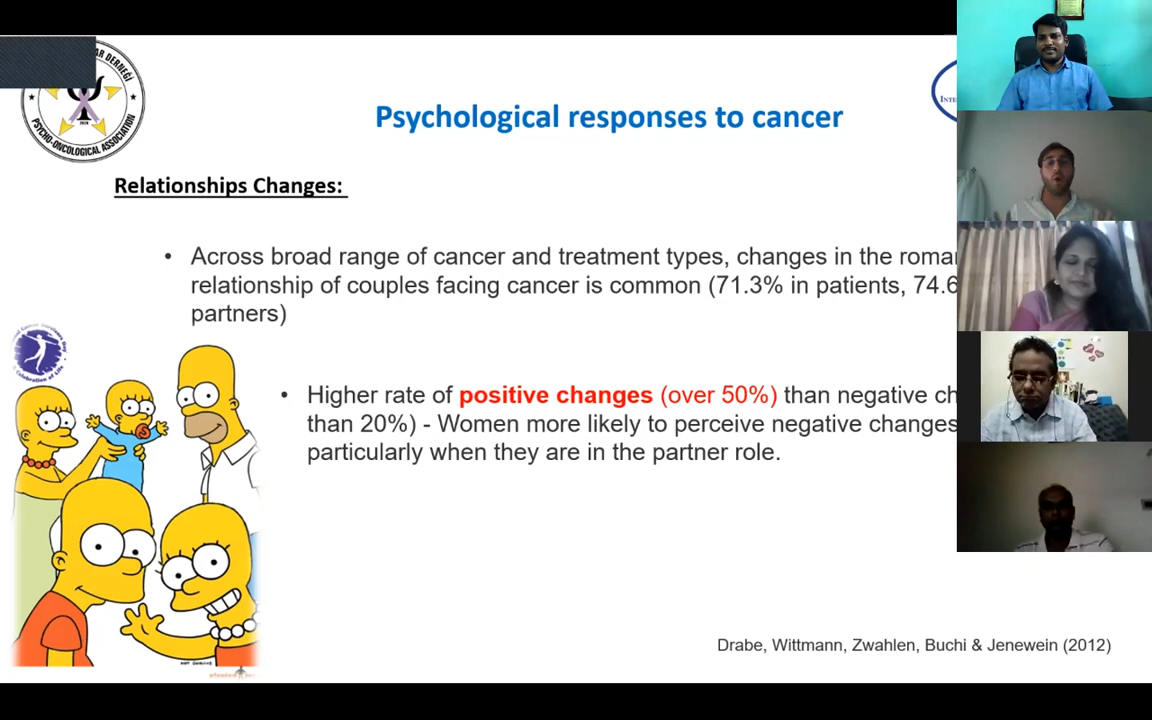 PSYCHO-ONCOLOGICAL ASSOCIATION
Psychological responses to cancer
Relationships Changes:
• Across broad range of cancer and treatment types, changes in the roma
relationship of couples facing cancer is common (71.3% in patients, 74.6
partners)
• Higher rate of positive changes (over 50%) than negative ch
than 20%) - Women more likely to perceive negative changes
particularly when they are in the partner role.
Drabe, Wittmann, Zwahlen, Buchi & Jenewein (2012)